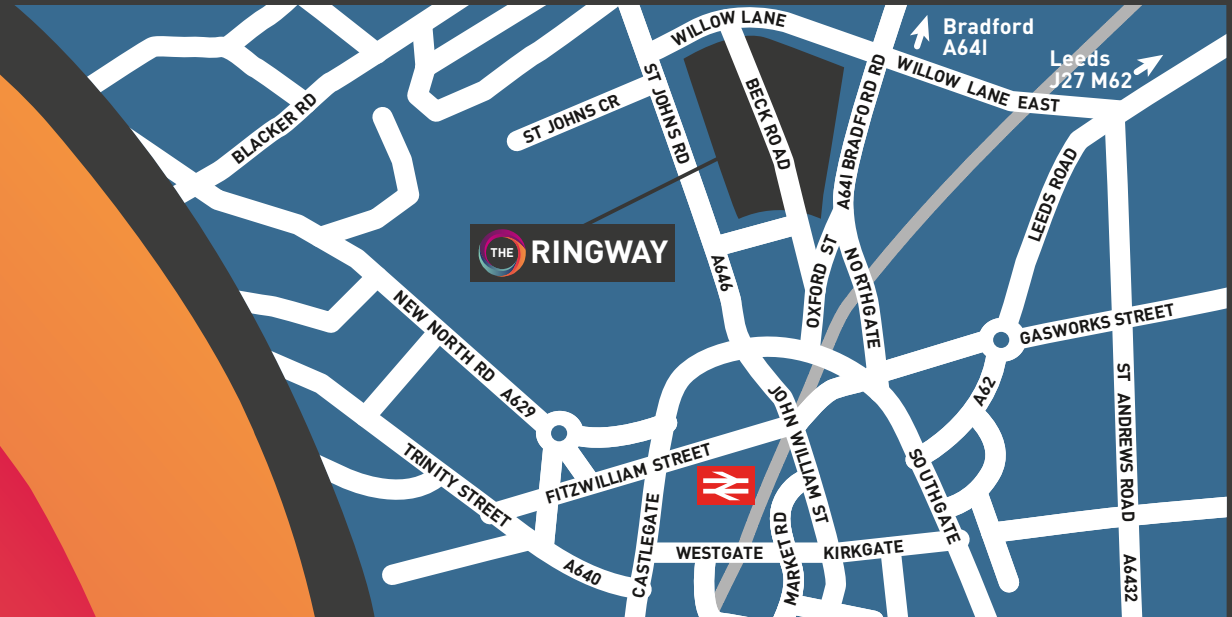 WILLOW LANE
Bradford
A641
Leeds
J27 M62
WILLOW LANE EAST
ST JOHNS RD
BECK ROAD
A641 BRADFORD RD
ST JOHNS CR
BLACKER RD
LEEDS ROAD
THE RINGWAY
A646
OXFORD ST
NORTHGATE
NEW NORTH RD A629
GASWORKS STREET
A62
JOHN WILLIAM ST
ST ANDREWS ROAD
TRINITY STREET
FITZWILLIAM STREET
SOUTHGATE
CASTLEGATE
MARKET RD
WESTGATE
KIRKGATE
A640
A6432